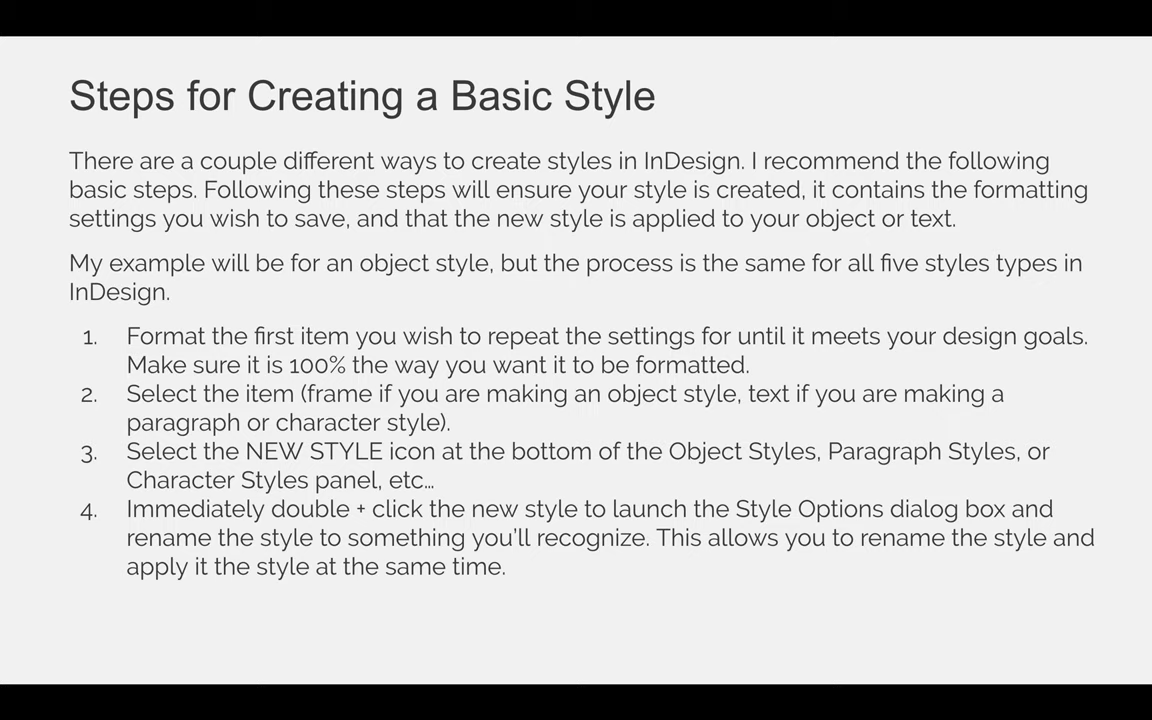 Steps for Creating a Basic Style
There are a couple different ways to create styles in InDesign. I recommend the following
basic steps. Following these steps will ensure your style is created, it contains the formatting
settings you wish to save, and that the new style is applied to your object or text.
My example will be for an object style, but the process is the same for all five styles types in
InDesign.
1. Format the first item you wish to repeat the settings for until it meets your design goals.
Make sure it is 100% the way you want it to be formatted.
2. Select the item (frame if you are making an object style, text if you are making a
paragraph or character style).
3. Select the NEW STYLE icon at the bottom of the Object Styles, Paragraph Styles, or
Character Styles panel, etc…
4. Immediately double + click the new style to launch the Style Options dialog box and
rename the style to something you’ll recognize. This allows you to rename the style and
apply it the style at the same time.